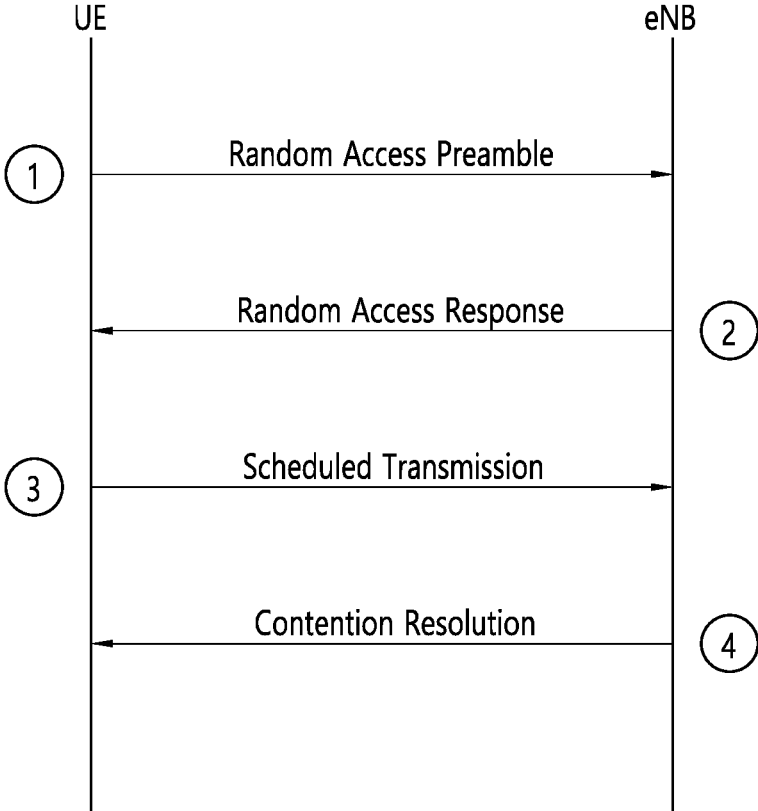 UE
eNB
Random Access Preamble
1
Random Access Response
2
Scheduled Transmission
3
Contention Resolution
4